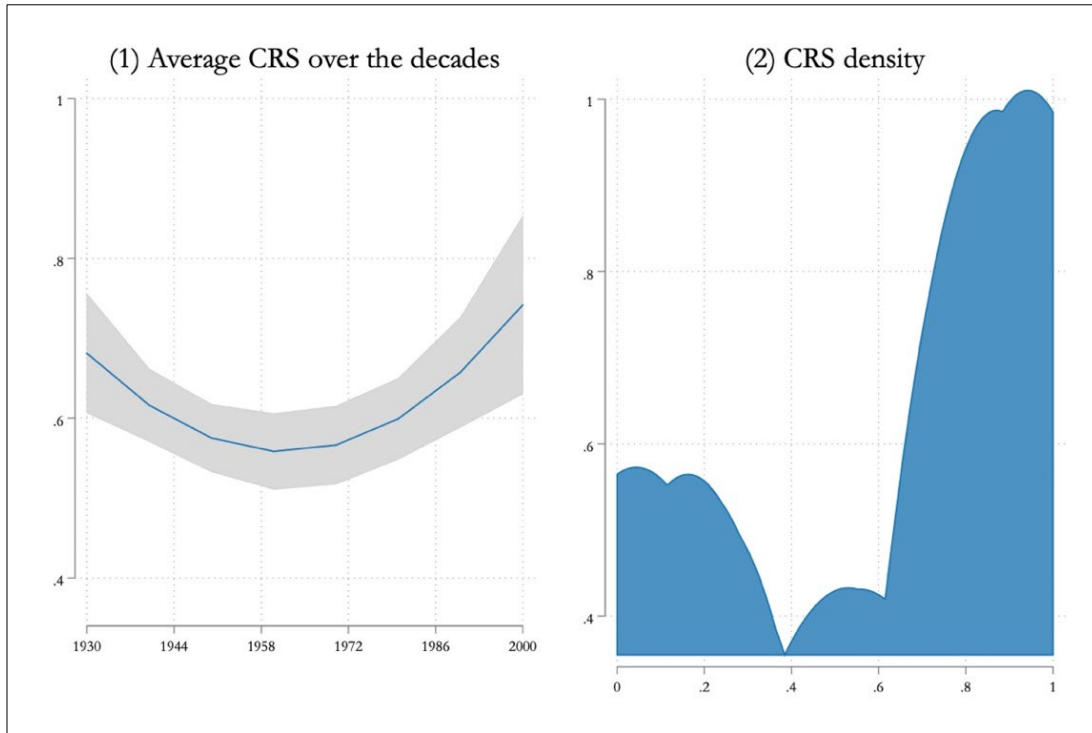 (1) Average CRS over the decades
1
.8
.6
.4
1930 1944 1958 1972 1986 2000
(2) CRS density
1
.8
.6
.4
0 .2 .4 .6 .8 1